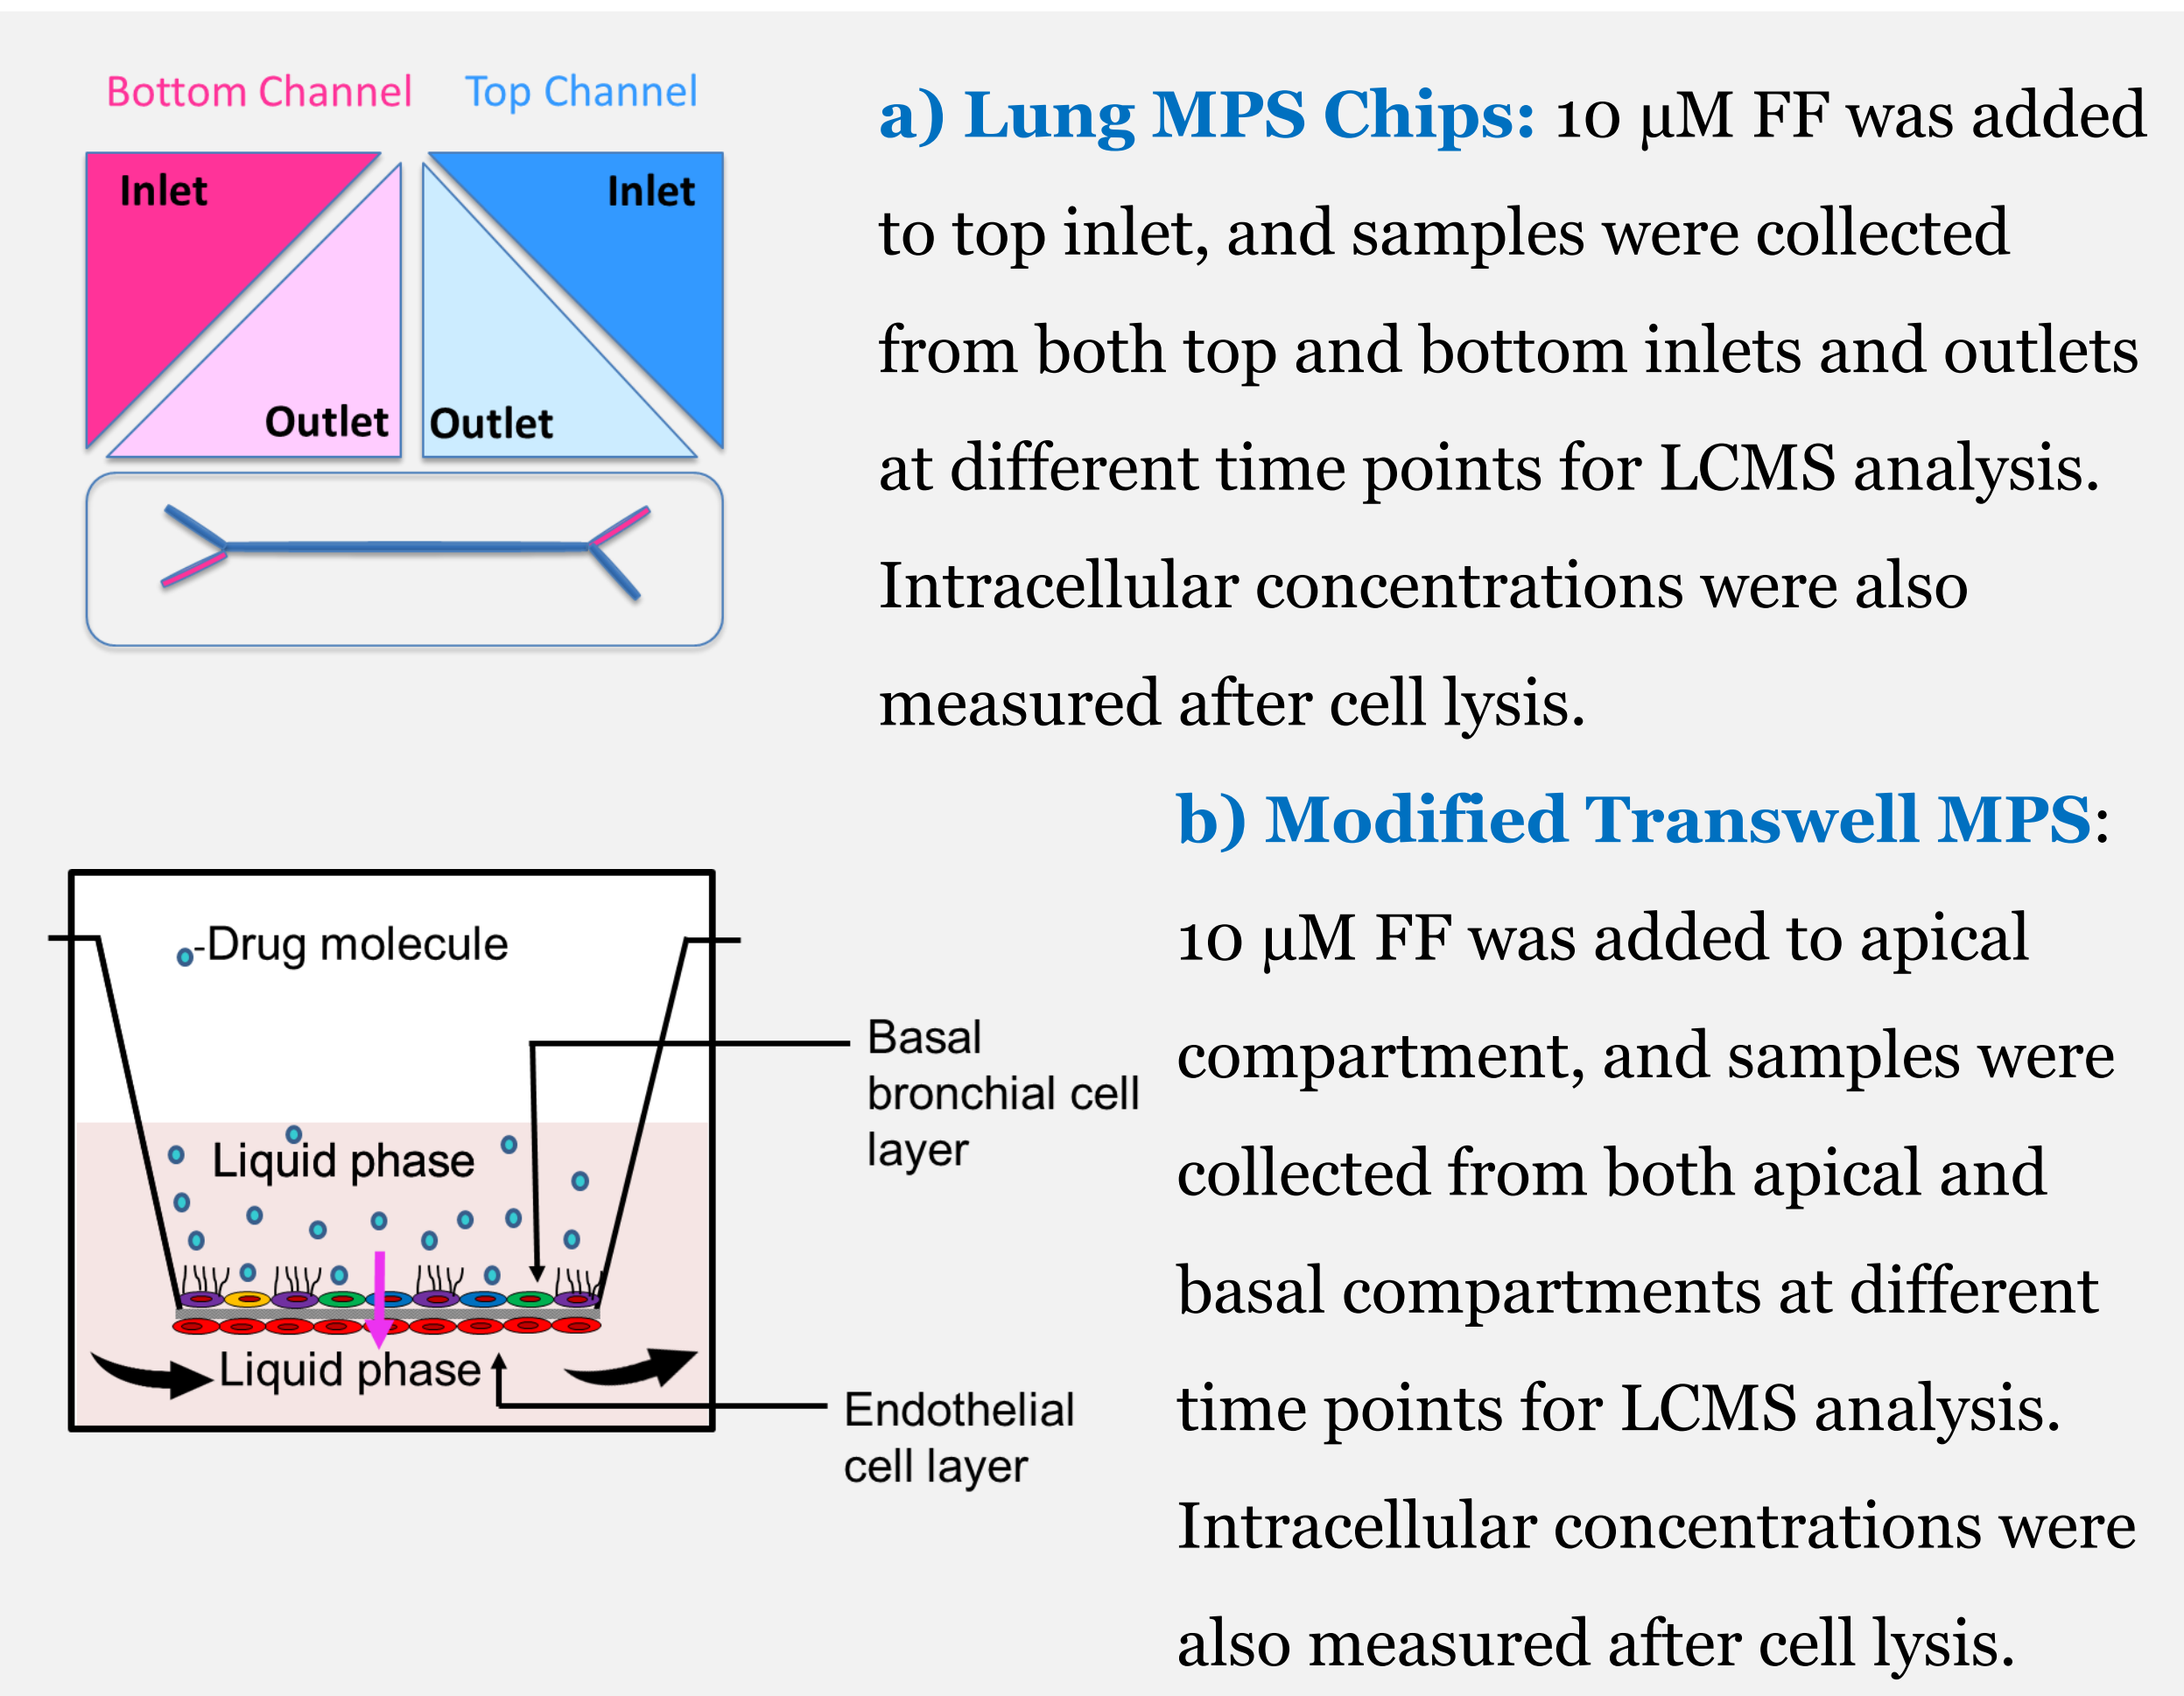 Bottom Channel
Top Channel
Inlet
Inlet
Outlet
Outlet
a) Lung MPS Chips: 10 µM FF was added
to top inlet, and samples were collected
from both top and bottom inlets and outlets
at different time points for LCMS analysis.
Intracellular concentrations were also
measured after cell lysis.
-Drug molecule
Liquid phase
Liquid phase
Basal
bronchial cell
layer
Endothelial
cell layer
b) Modified Transwell MPS:
10 µM FF was added to apical
compartment, and samples were
collected from both apical and
basal compartments at different
time points for LCMS analysis.
Intracellular concentrations were
also measured after cell lysis.